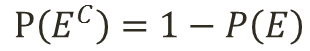 P(E^C) = 1 − P(E)